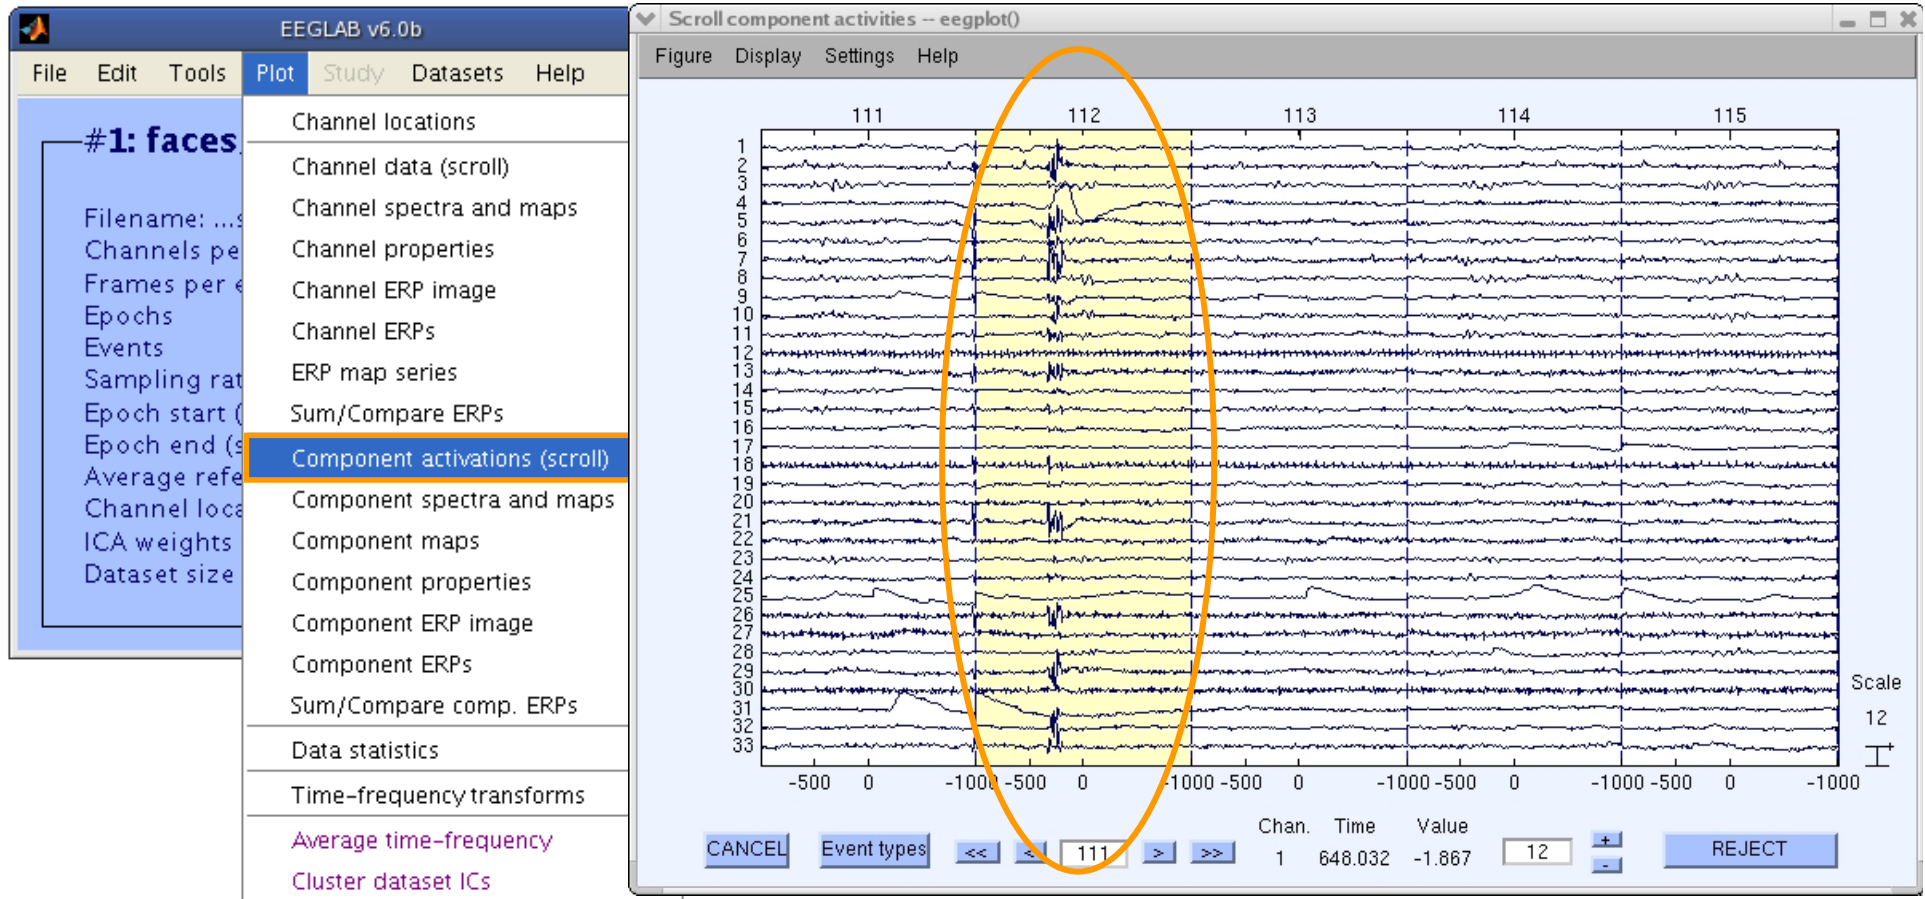 EEGLAB v6.0b
File Edit Tools Plot Study Datasets Help
#1: faces_
Filename: ...s
Channels pe
Frames per e
Epochs
Events
Sampling rat
Epoch start (
Epoch end (s
Average refe
Channel loca
ICA weights
Dataset size
Channel locations
Channel data (scroll)
Channel spectra and maps
Channel properties
Channel ERP image
Channel ERPs
ERP map series
Sum/Compare ERPs
Component activations (scroll)
Component spectra and maps
Component maps
Component properties
Component ERP image
Component ERPs
Sum/Compare comp. ERPs
Data statistics
Time-frequency transforms
Average time-frequency
Cluster dataset ICs
Scroll component activities -- eegplot()
Figure Display Settings Help
111 112 113 114 115
1
2
3
4
5
6
7
8
9
10
11
12
13
14
15
16
17
18
19
20
21
22
23
24
25
26
27
28
29
30
31
32
33
-500 0 -1000 -500 0 -1000 -500 0 -1000 -500 0 -1000 -500 0 -1000
Scale
12
+
CANCEL Event types << < 111 > >>
Chan. Time Value
1 648.032 -1.867
12
+
-
REJECT